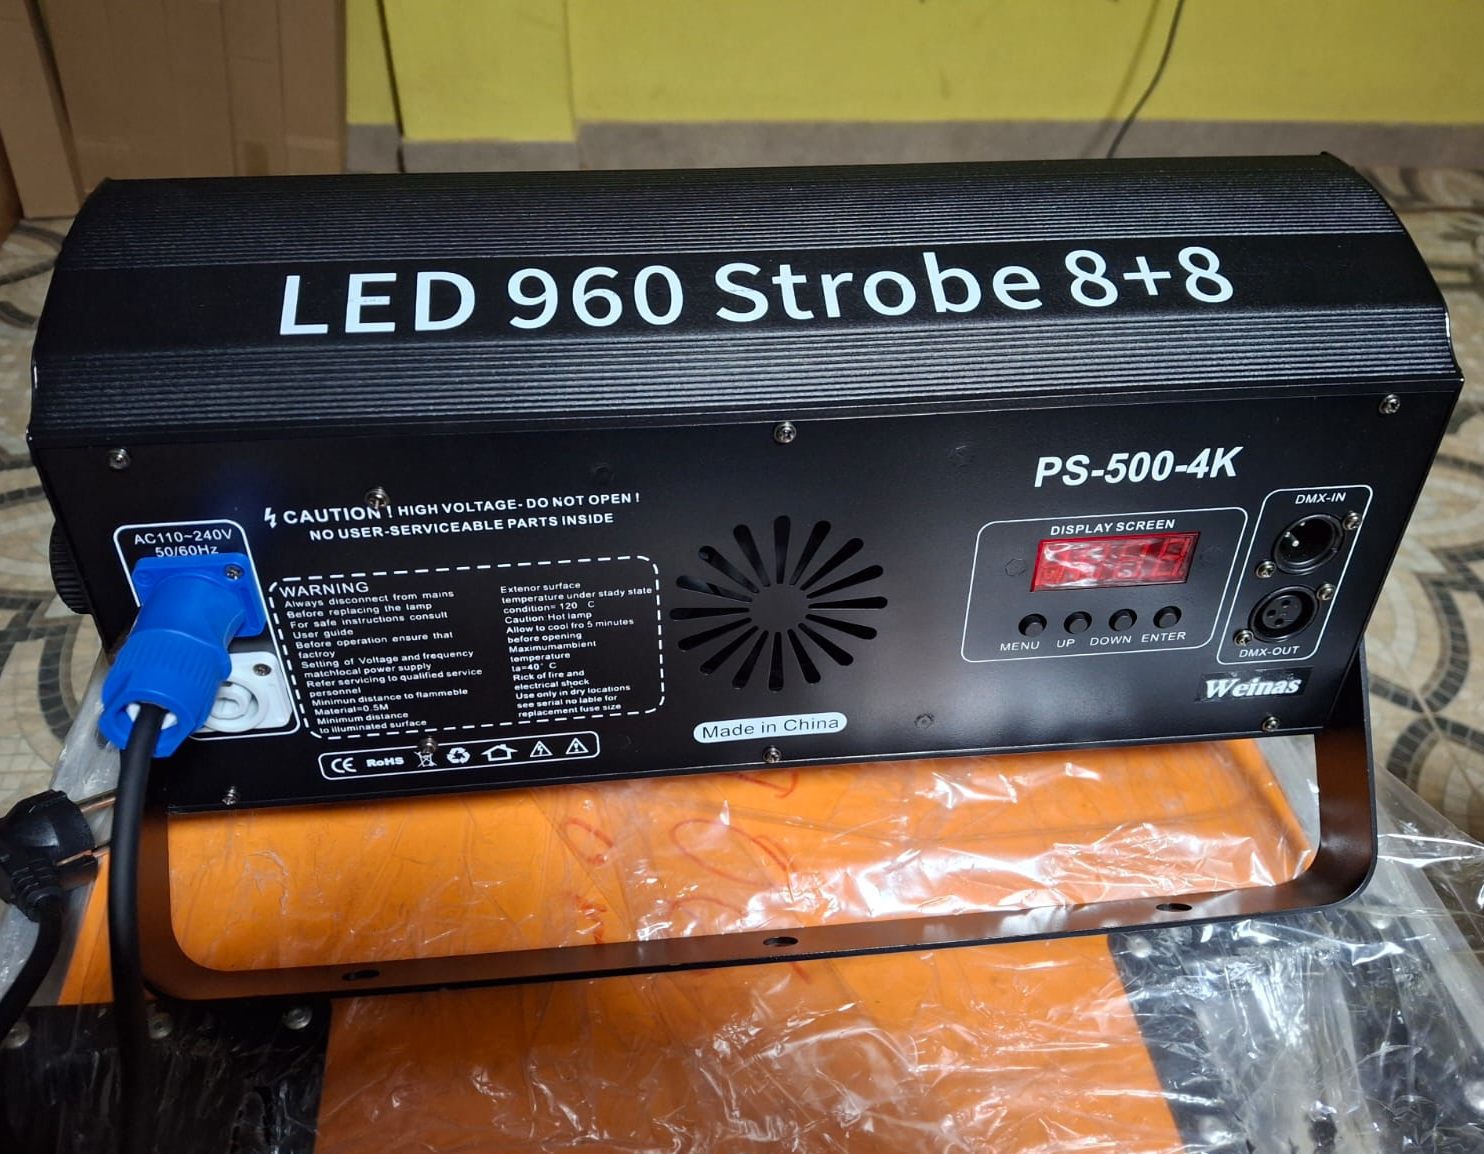 LED 960 Strobe 8+8
PS-500-4K
CAUTION ! HIGH VOLTAGE- DO NOT OPEN !
NO USER-SERVICEABLE PARTS INSIDE
AC110~240V
50/60Hz
WARNING
Always disconnect from mains
Before replacing the lamp
For safe instructions consult
User guide
Before operation ensure that
factroy
Setting of Voltage and frequency
matchlocal power supply
Refer servicing to qualified service
personnel
Minimun distance to flammeble
Material=0.5M
Minimum distance
to illuminated surface
Extenor surface
temperature under stady state
condition= 120 C
Caution Hot lamp
Allow to cool fro 5 minutes
before opening
Maximumambient
temperature
ta=40° C
Rick of fire and
electrical shock
Use only in dry locations
see serial no lable for
replacement fuse size
CE RoHS
Made in China
DISPLAY SCREEN
MENU UP DOWN ENTER
DMX-IN
DMX-OUT
Weinas